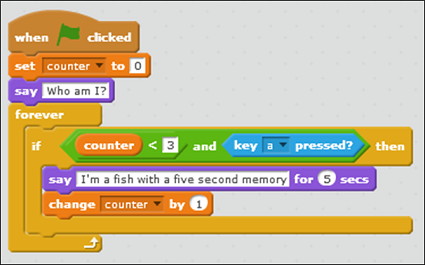 when clicked
set counter to 0
say Who am I?
forever
if counter < 3 and key a pressed? then
say I'm a fish with a five second memory for 5 secs
change counter by 1